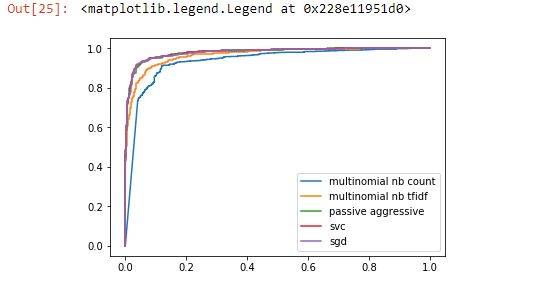 Out[25]: <matplotlib.legend.Legend at 0x228e11951d0>
1.0
0.8
0.6
0.4
0.2
0.0
multinomial nb count
multinomial nb tfidf
passive aggressive
svc
sgd
0.0 0.2 0.4 0.6 0.8 1.0